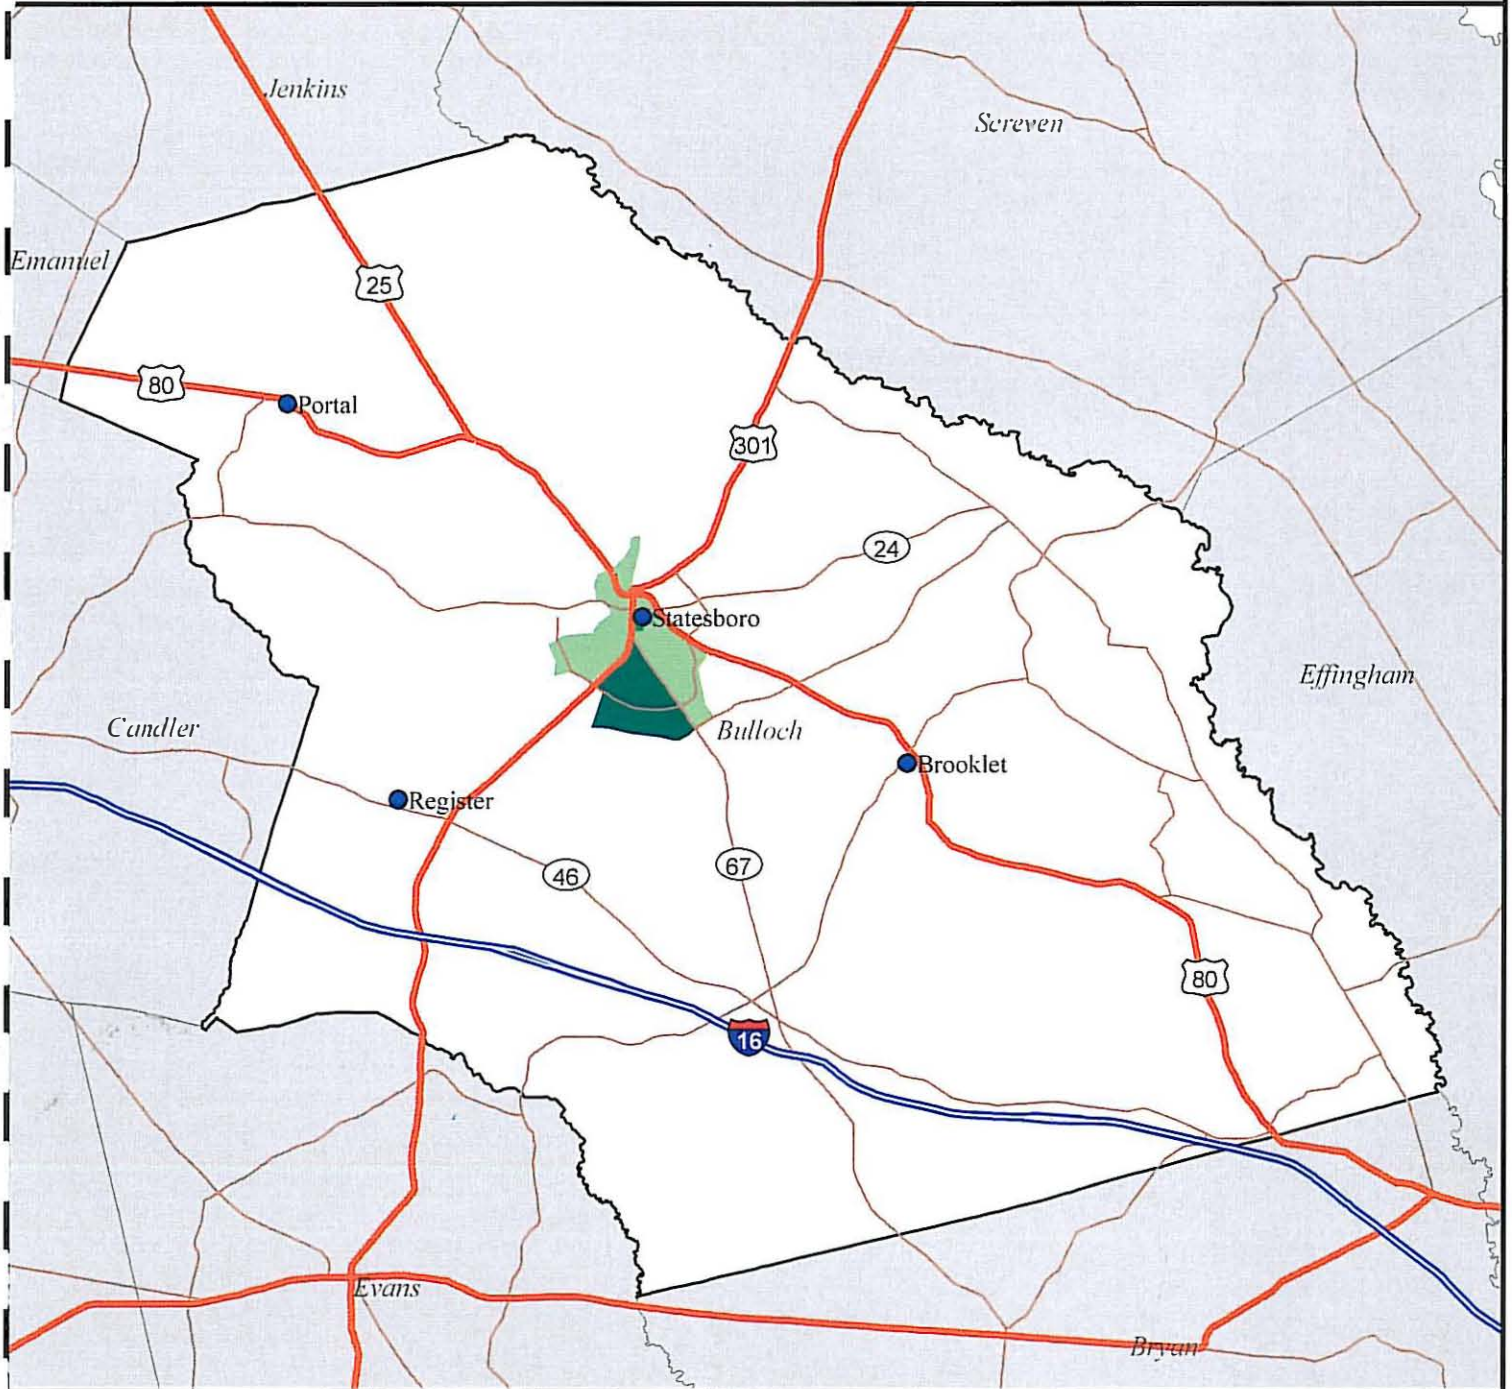 Jenkins
Screven
Emanuel
25
80
Portal
301
24
Statesboro
Effingham
Candler
Bulloch
Brooklet
Register
67
46
80
16
Evans
Bryan